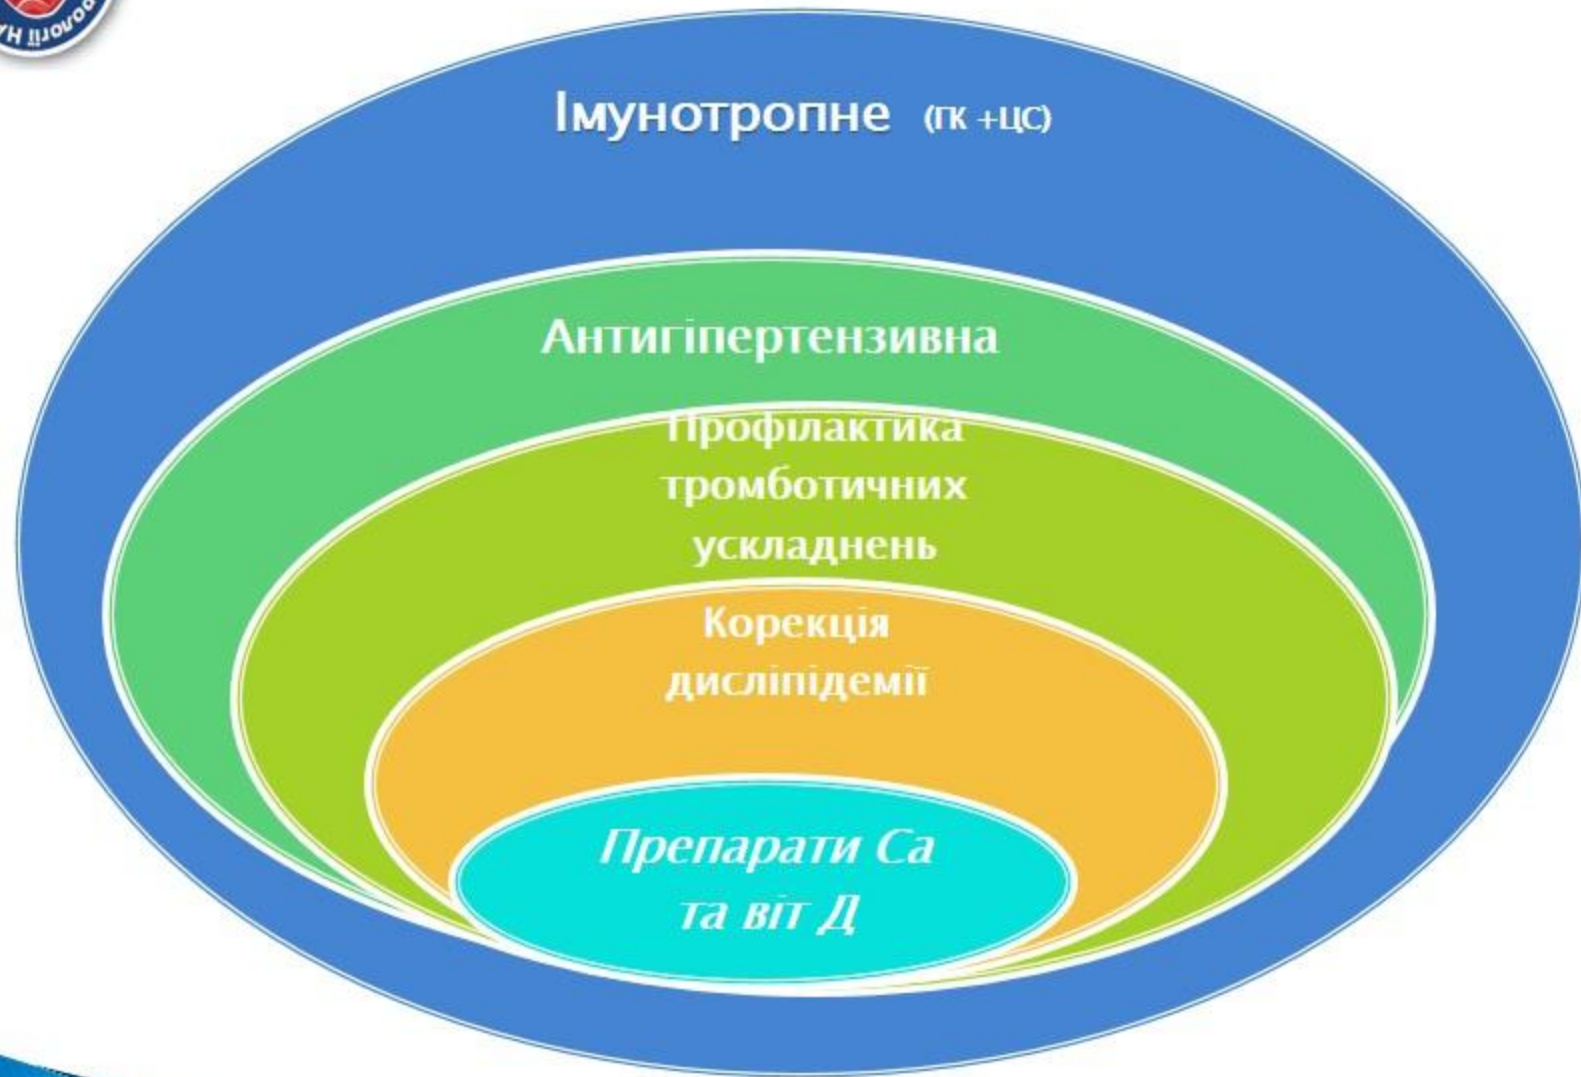 Імунотропне (ГК +ЦС)
Антигіпертензивна
Профілактика
тромботичних
ускладнень
Корекція
дисліпідемії
Препарати Са
та віт Д